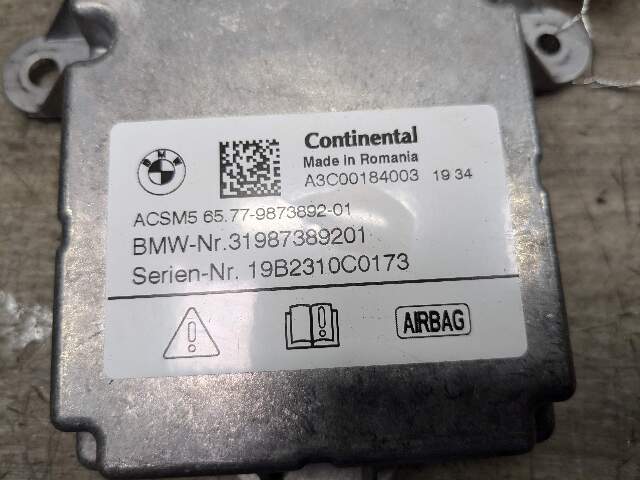 BMW
Continental
Made in Romania
A3C00184003 19 34
ACSM5 65.77-9873892-01
BMW-Nr.31987389201
Serien-Nr. 19B2310C0173
AIRBAG